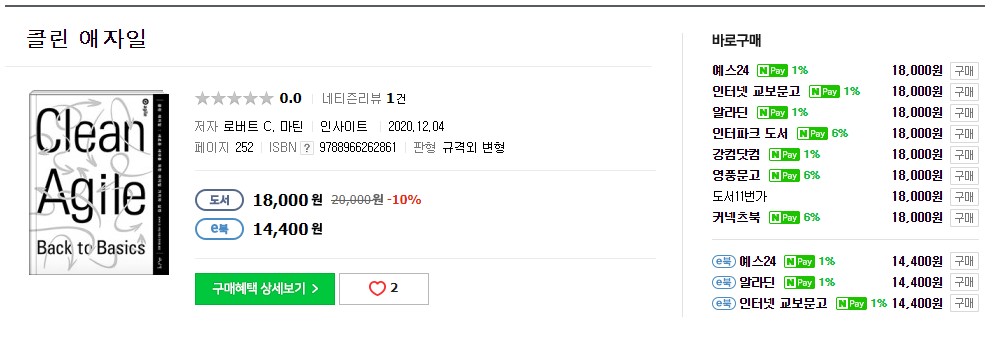 클린 애자일
Clean
Agile
Back to Basics
agile
0.0 네티즌리뷰 1건
저자 로버트 C. 마틴 인사이트 2020.12.04
페이지 252 ISBN ? 9788966262861 판형 규격외 변형
도서 18,000원 20,000원 -10%
e북 14,400원
구매혜택 상세보기 >
2
바로구매
예스24 N Pay 1% 18,000원 구매
인터넷 교보문고 N Pay 1% 18,000원 구매
알라딘 N Pay 1% 18,000원 구매
인터파크 도서 N Pay 6% 18,000원 구매
강컴닷컴 N Pay 1% 18,000원 구매
영풍문고 N Pay 6% 18,000원 구매
도서11번가 18,000원 구매
커넥츠북 N Pay 6% 18,000원 구매
e북 예스24 N Pay 1% 14,400원 구매
e북 알라딘 N Pay 1% 14,400원 구매
e북 인터넷 교보문고 N Pay 1% 14,400원 구매